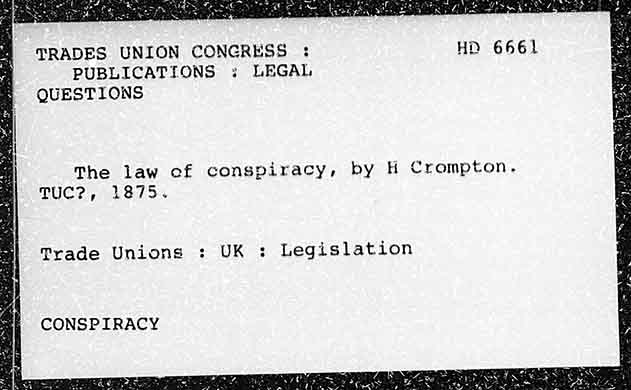 TRADES UNION CONGRESS : HD 6661
PUBLICATIONS : LEGAL
QUESTIONS
The law of conspiracy, by H Crompton.
TUC?, 1875.
Trade Unions : UK : Legislation
CONSPIRACY